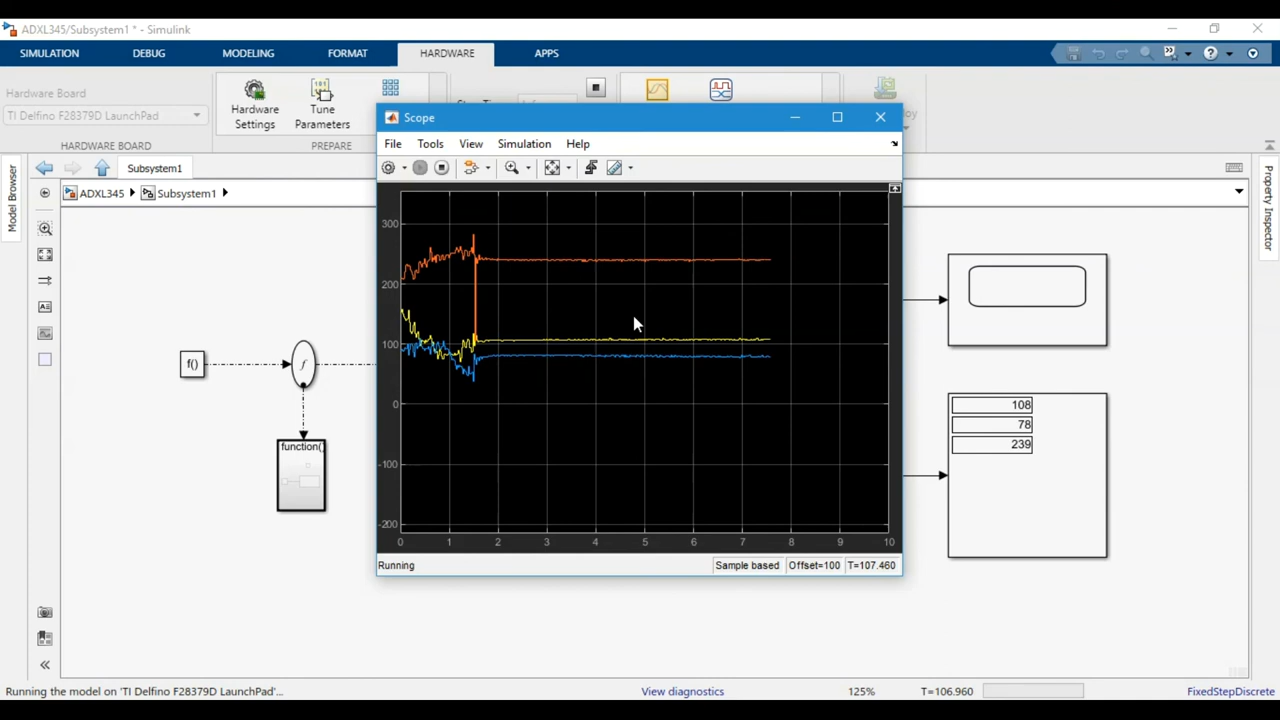 ADXL345/Subsystem1 * - Simulink
SIMULATION
DEBUG
MODELING
FORMAT
HARDWARE
APPS
Hardware Board
TI Delfino F28379D LaunchPad
HARDWARE BOARD
Hardware
Settings
Tune
Parameters
PREPARE
Scope
File
Tools
View
Simulation
Help
Subsystem1
ADXL345
Subsystem1
Model Browser
Property Inspector
f()
f
function()
300
200
100
0
-100
-200
0 1 2 3 4 5 6 7 8 9 10
Running
Sample based
Offset=100
T=107.460
108
78
239
Running the model on 'TI Delfino F28379D LaunchPad'...
View diagnostics
125%
T=106.960
FixedStepDiscrete